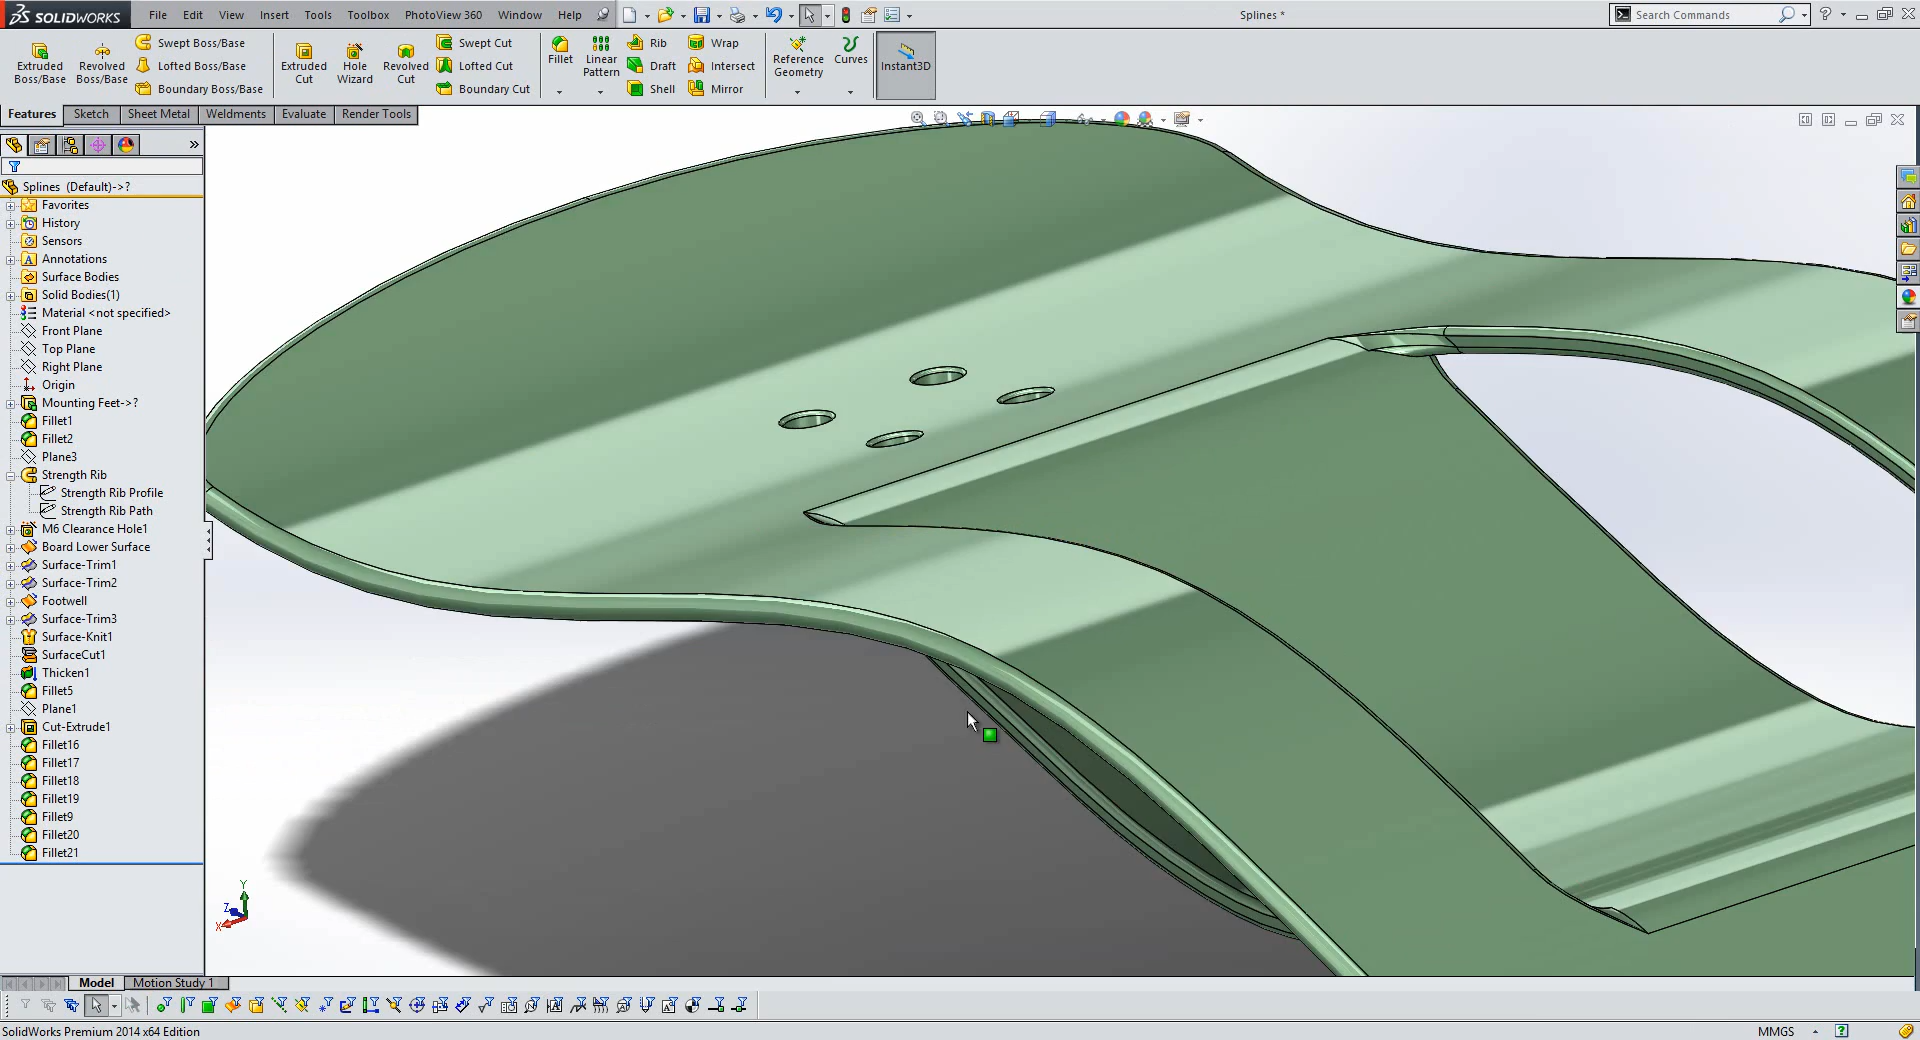 SOLIDWORKS File Edit View Insert Tools Toolbox PhotoView 360 Window Help Splines * Search Commands
Extruded Boss/Base
Revolved Boss/Base
Swept Boss/Base
Lofted Boss/Base
Boundary Boss/Base
Extruded Cut
Hole Wizard
Revolved Cut
Swept Cut
Lofted Cut
Boundary Cut
Fillet
Linear Pattern
Rib
Draft
Shell
Wrap
Intersect
Mirror
Reference Geometry
Curves
Instant3D
Features Sketch Sheet Metal Weldments Evaluate Render Tools
Splines (Default)->?
Favorites
History
Sensors
Annotations
Surface Bodies
Solid Bodies(1)
Material <not specified>
Front Plane
Top Plane
Right Plane
Origin
Mounting Feet->?
Fillet1
Fillet2
Plane3
Strength Rib
Strength Rib Profile
Strength Rib Path
M6 Clearance Hole1
Board Lower Surface
Surface-Trim1
Surface-Trim2
Footwell
Surface-Trim3
Surface-Knit1
SurfaceCut1
Thicken1
Fillet5
Plane1
Cut-Extrude1
Fillet16
Fillet17
Fillet18
Fillet19
Fillet9
Fillet20
Fillet21
Y
Z
X
Model Motion Study 1
SolidWorks Premium 2014 x64 Edition MMGS